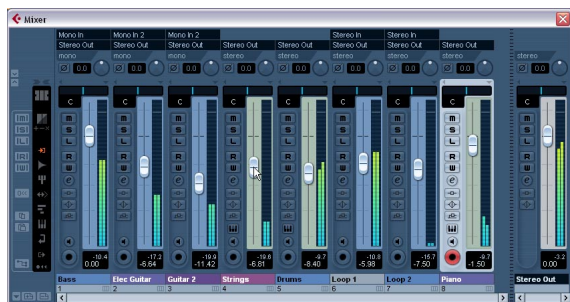 Mixer
Mono In Mono In 2 Mono In 2 Stereo In Stereo In
Stereo Out Stereo Out Stereo Out Stereo Out Stereo Out Stereo Out Stereo Out Stereo Out
mono mono mono stereo stereo stereo stereo stereo stereo
0.0 0.0 0.0 0.0 0.0 0.0 0.0 0.0 0.0
C C C C C C C C C
m m m m m m m m m
S S S S S S S S S
L L L L L L L L
R R R R R R R R R
W W W W W W W W W
e e e e e e e e e
-10.4 -17.2 -19.9 -19.6 -9.7 -10.8 -15.7 -9.7 -3.2
0.00 -6.64 -11.42 -6.81 -8.40 -5.98 -7.50 -1.50 0.00
Bass Elec Guitar Guitar 2 Strings Drums Loop 1 Loop 2 Piano Stereo Out
1 2 3 4 5 6 7 8